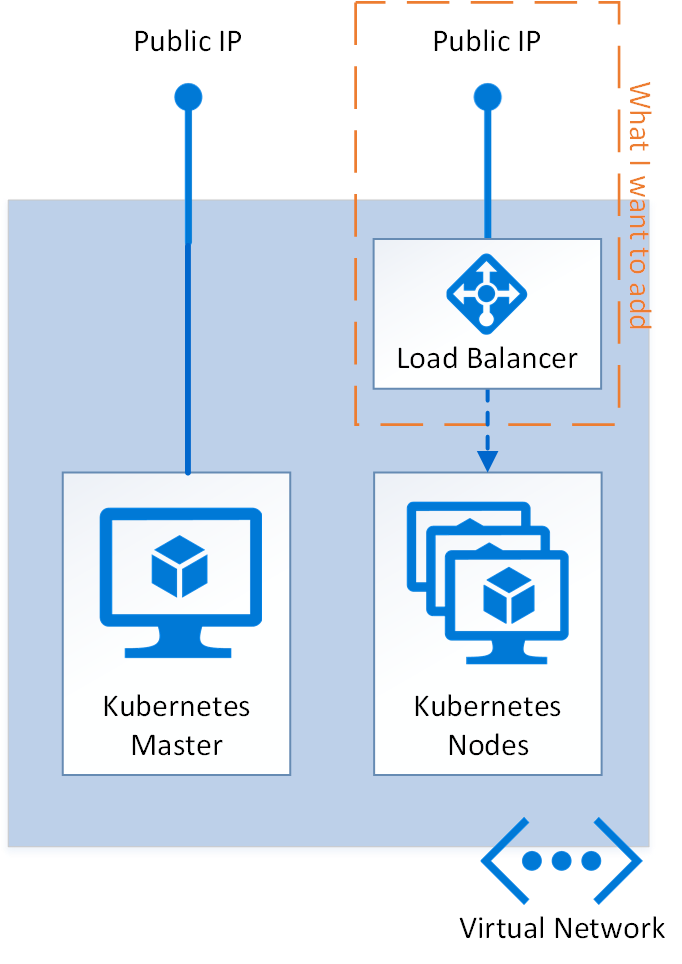 Public IP
Public IP
What I want to add
Load Balancer
Kubernetes
Master
Kubernetes
Nodes
Virtual Network